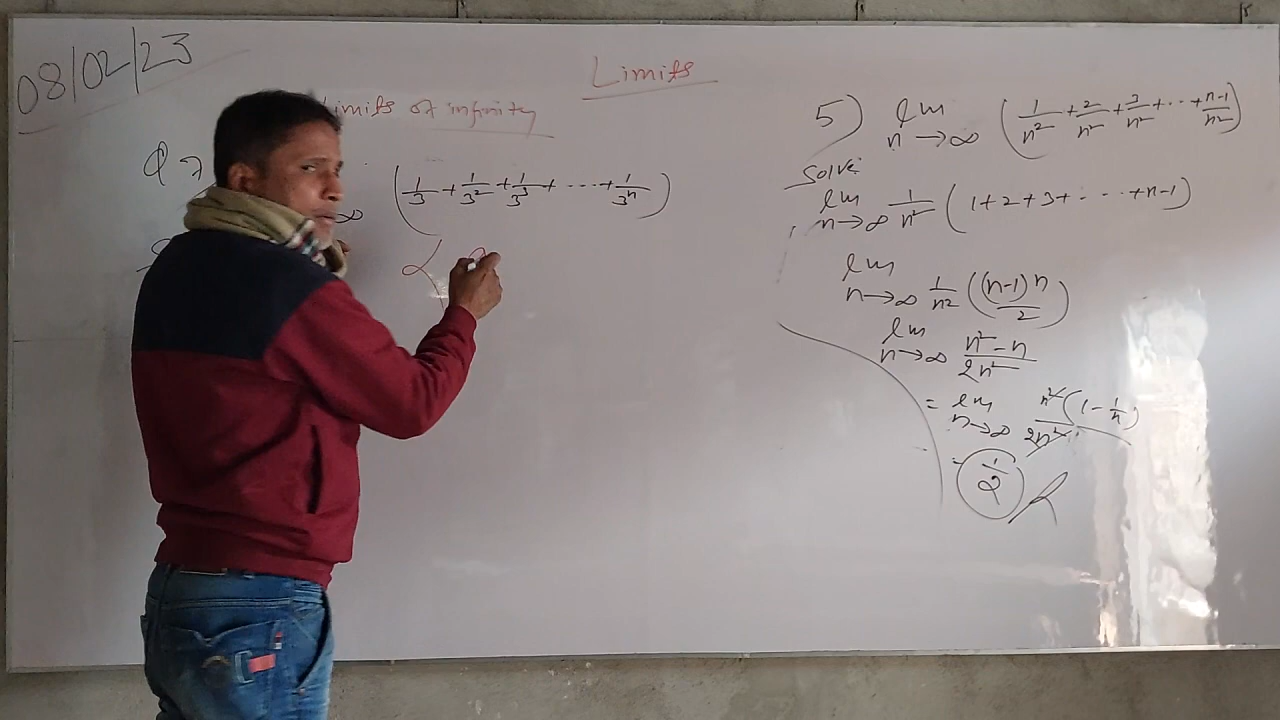 08/02/23
Limits
Limits of infinity
Q 7
∞ (1/3 + 1/3² + 1/3³ + ... + 1/3ⁿ)
5) lim n→∞ (1/n² + 2/n² + 3/n² + ... + n-1/n²)
Solve
lim n→∞ 1/n² (1+2+3+ - - - +n-1)
lim n→∞ 1/n² ((n-1)n/2)
lim n→∞ n²-n/2n²
= lim n→∞ n²(1-1/n)/2n²
= 1/2